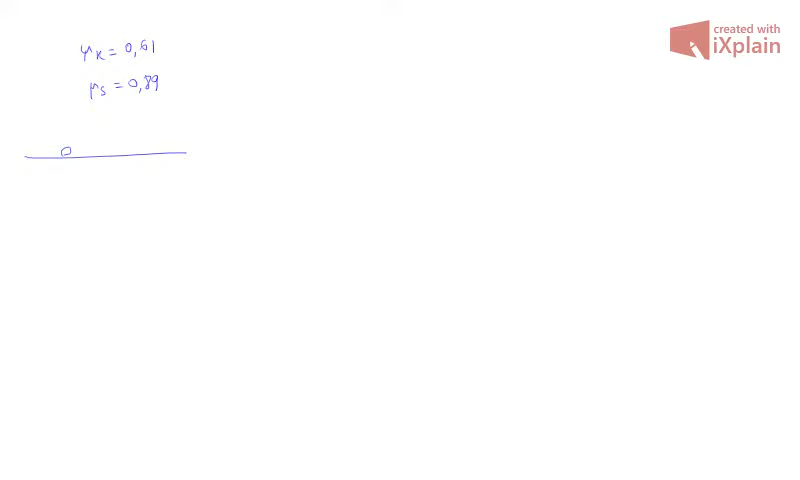 created with
iXplain
μk = 0,61
μs = 0,89